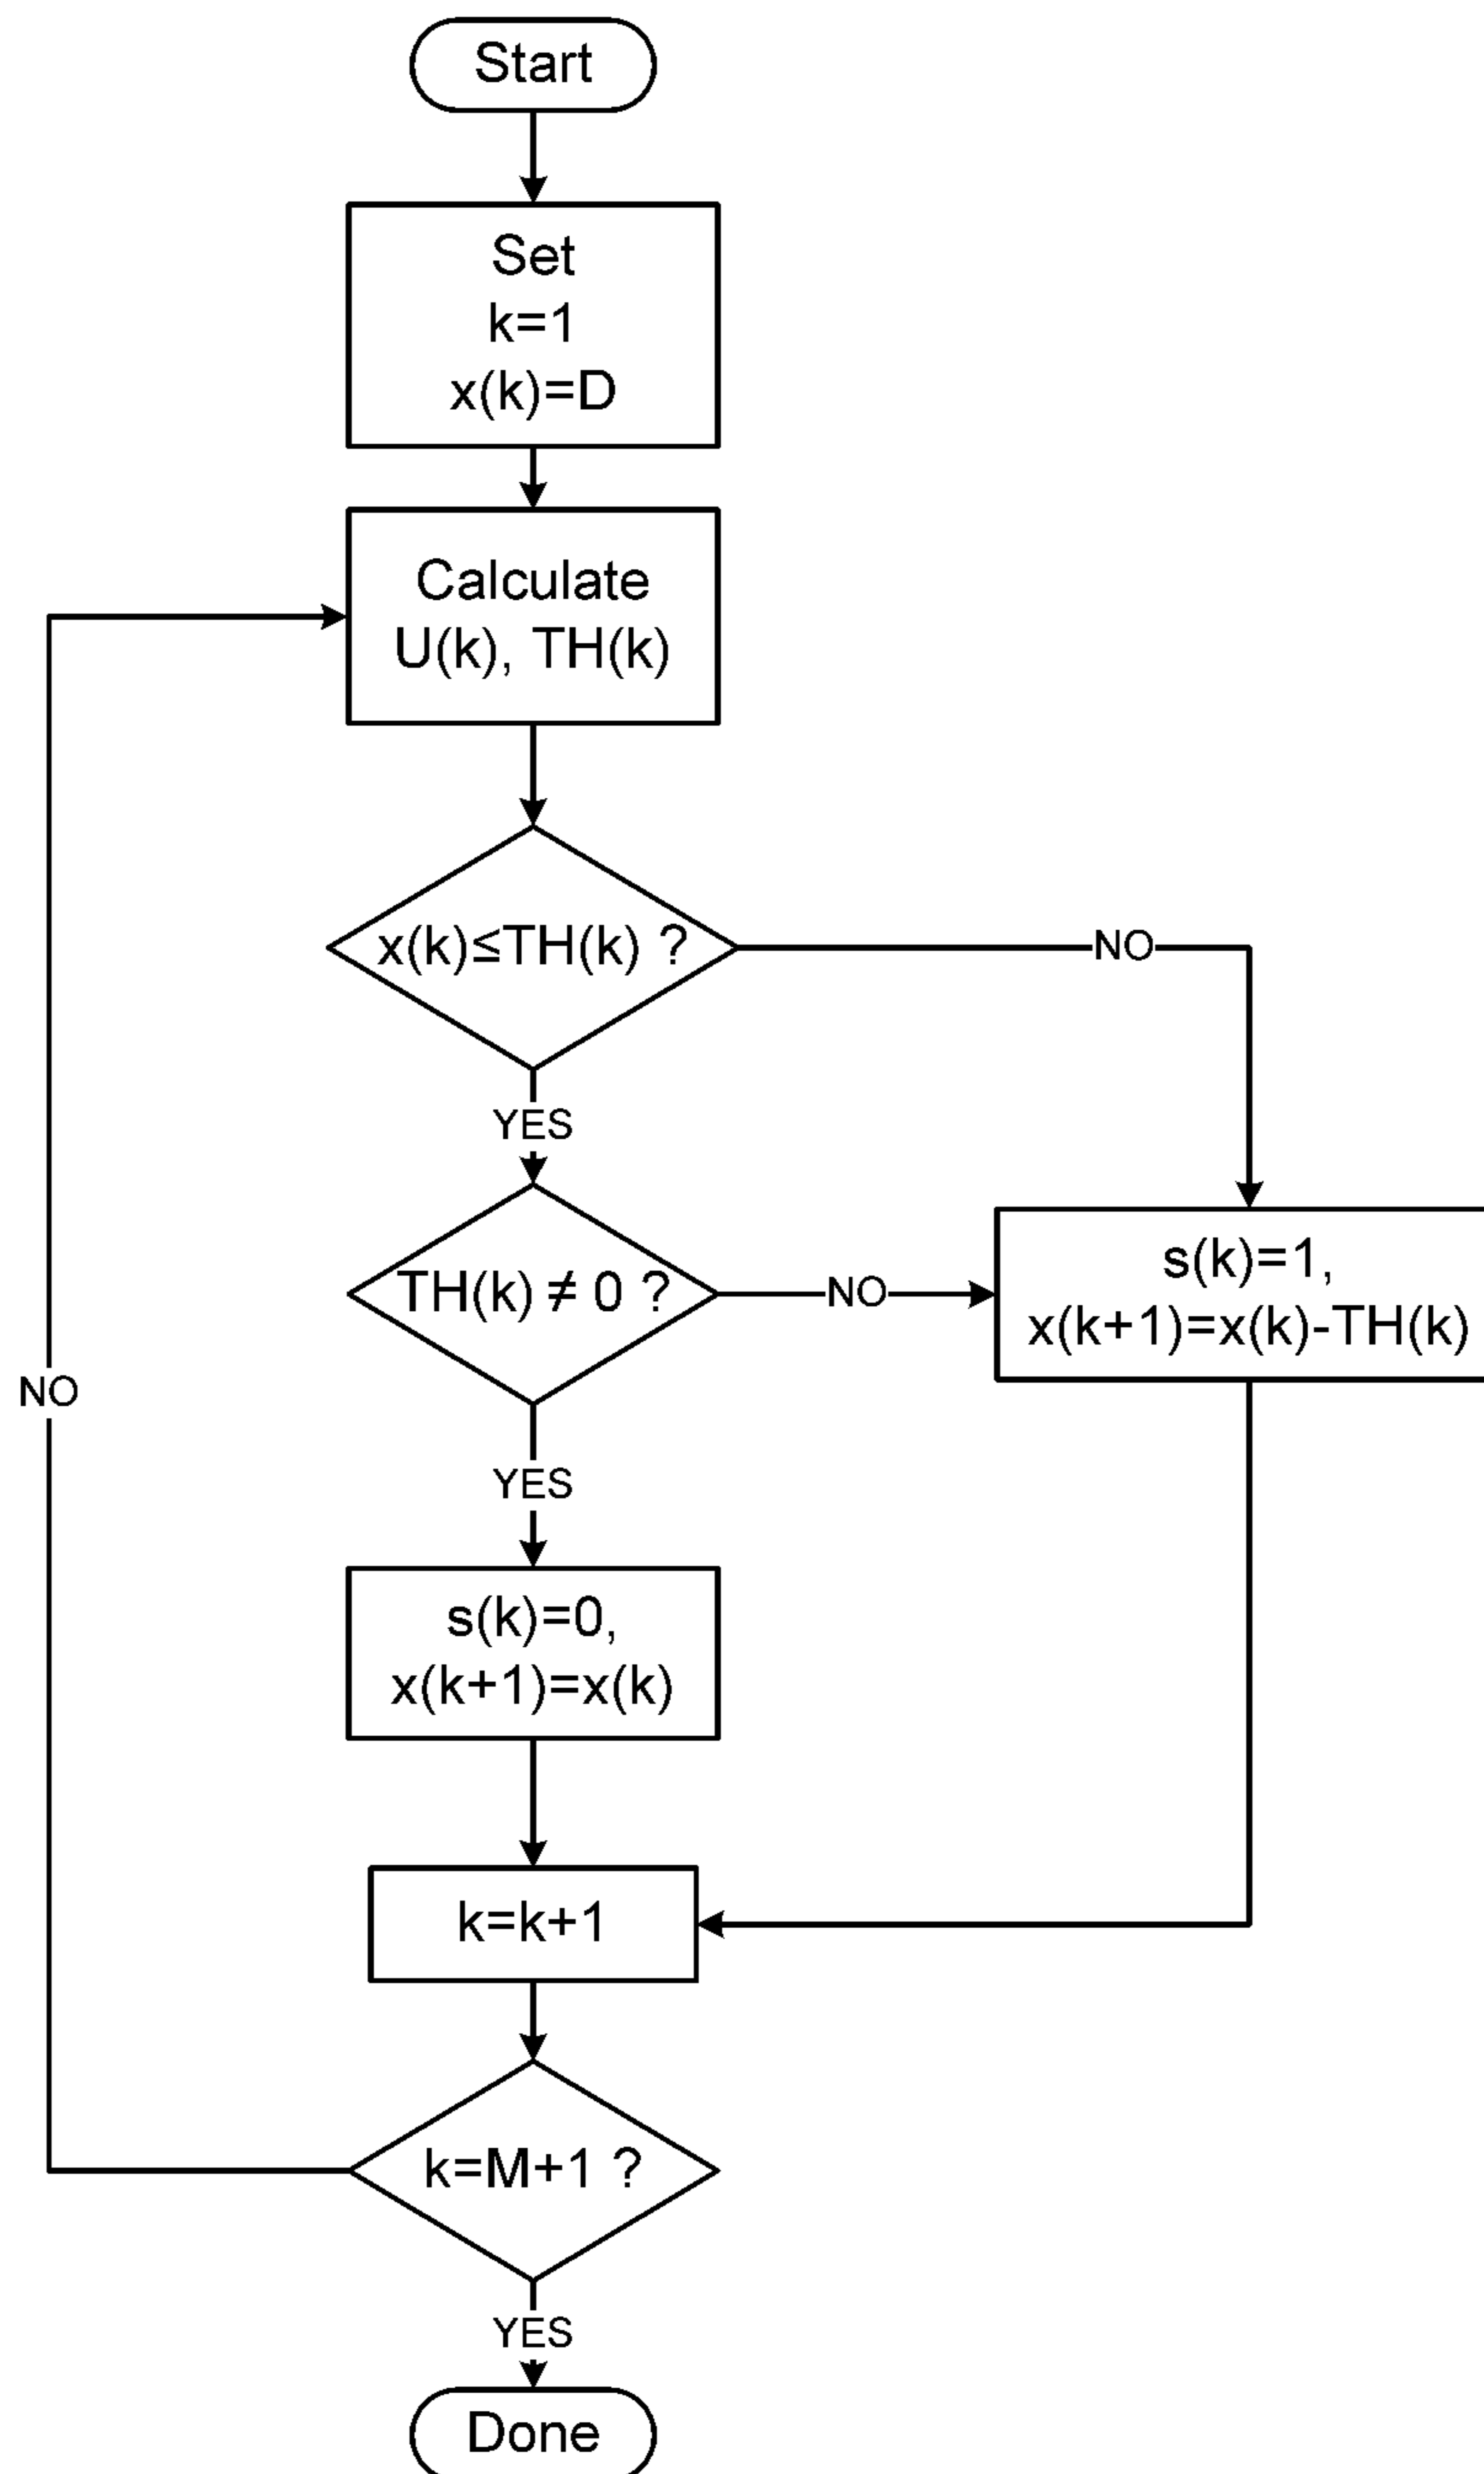 Start
Set
k=1
x(k)=D
Calculate
U(k), TH(k)
x(k)≤TH(k) ?
NO
YES
TH(k) ≠ 0 ?
NO
s(k)=1,
x(k+1)=x(k)-TH(k)
NO
YES
s(k)=0,
x(k+1)=x(k)
k=k+1
k=M+1 ?
YES
Done